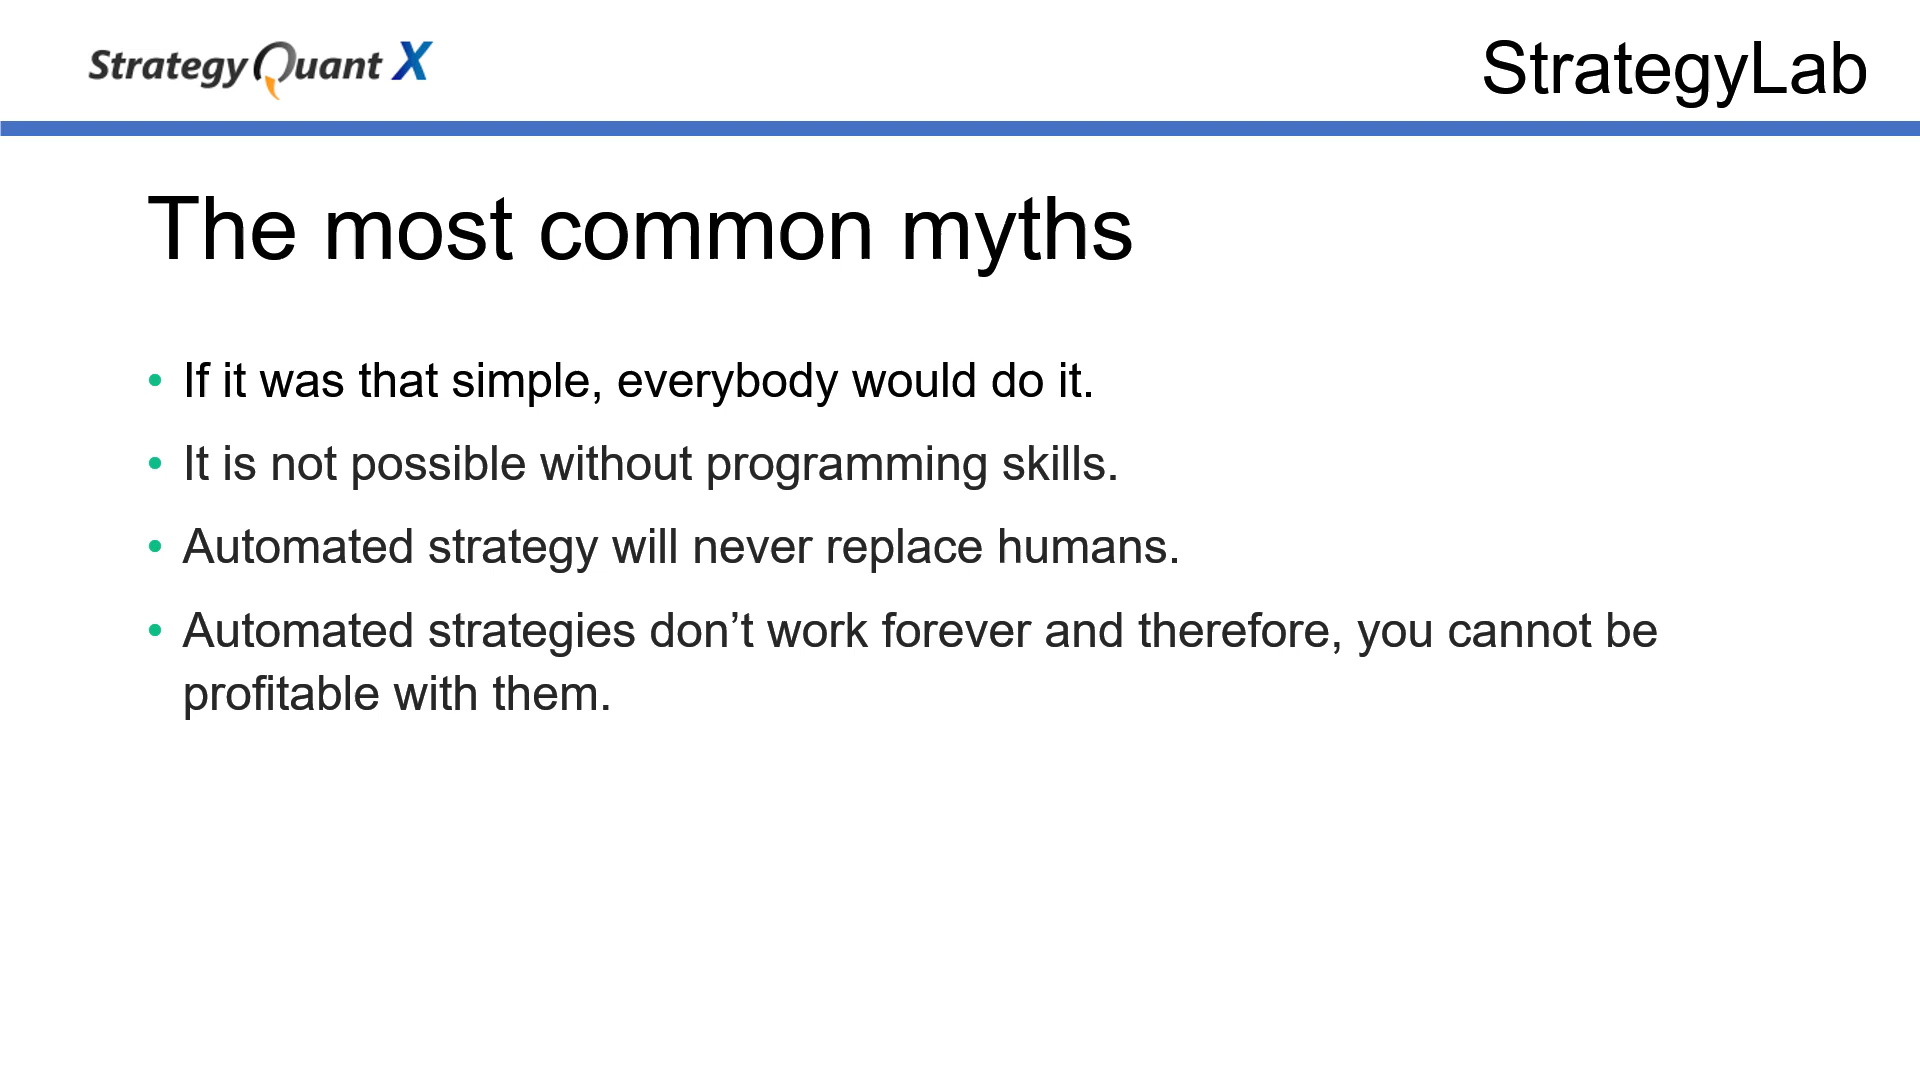 StrategyQuant X
StrategyLab
The most common myths
• If it was that simple, everybody would do it.
• It is not possible without programming skills.
• Automated strategy will never replace humans.
• Automated strategies don’t work forever and therefore, you cannot be
profitable with them.